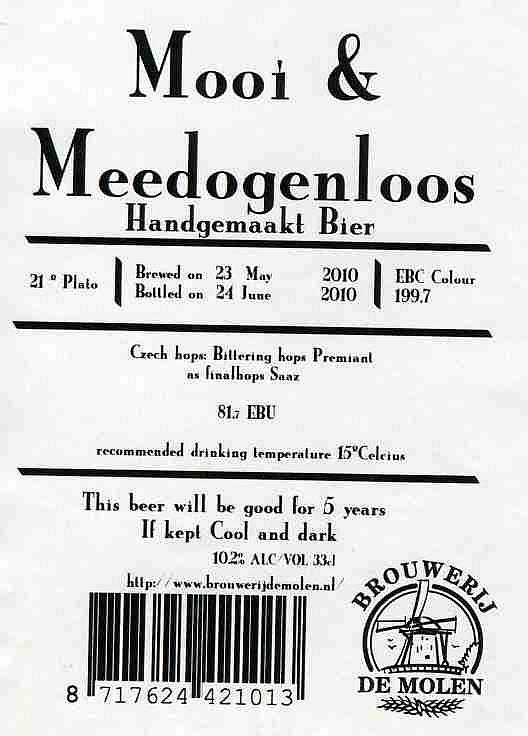 Mooi &
Meedogenloos
Handgemaakt Bier
21 º Plato
Brewed on 23 May 2010
Bottled on 24 June 2010
EBC Colour
199.7
Czech hops: Bittering hops Premiant
as finalhops Saaz
81.7 EBU
recommended drinking temperature 15ºCelcius
This beer will be good for 5 years
If kept Cool and dark
10.2% ALC/VOL 33cl
http://www.brouwerijdemolen.nl/
8 717624 421013
BROUWERIJ
DE MOLEN